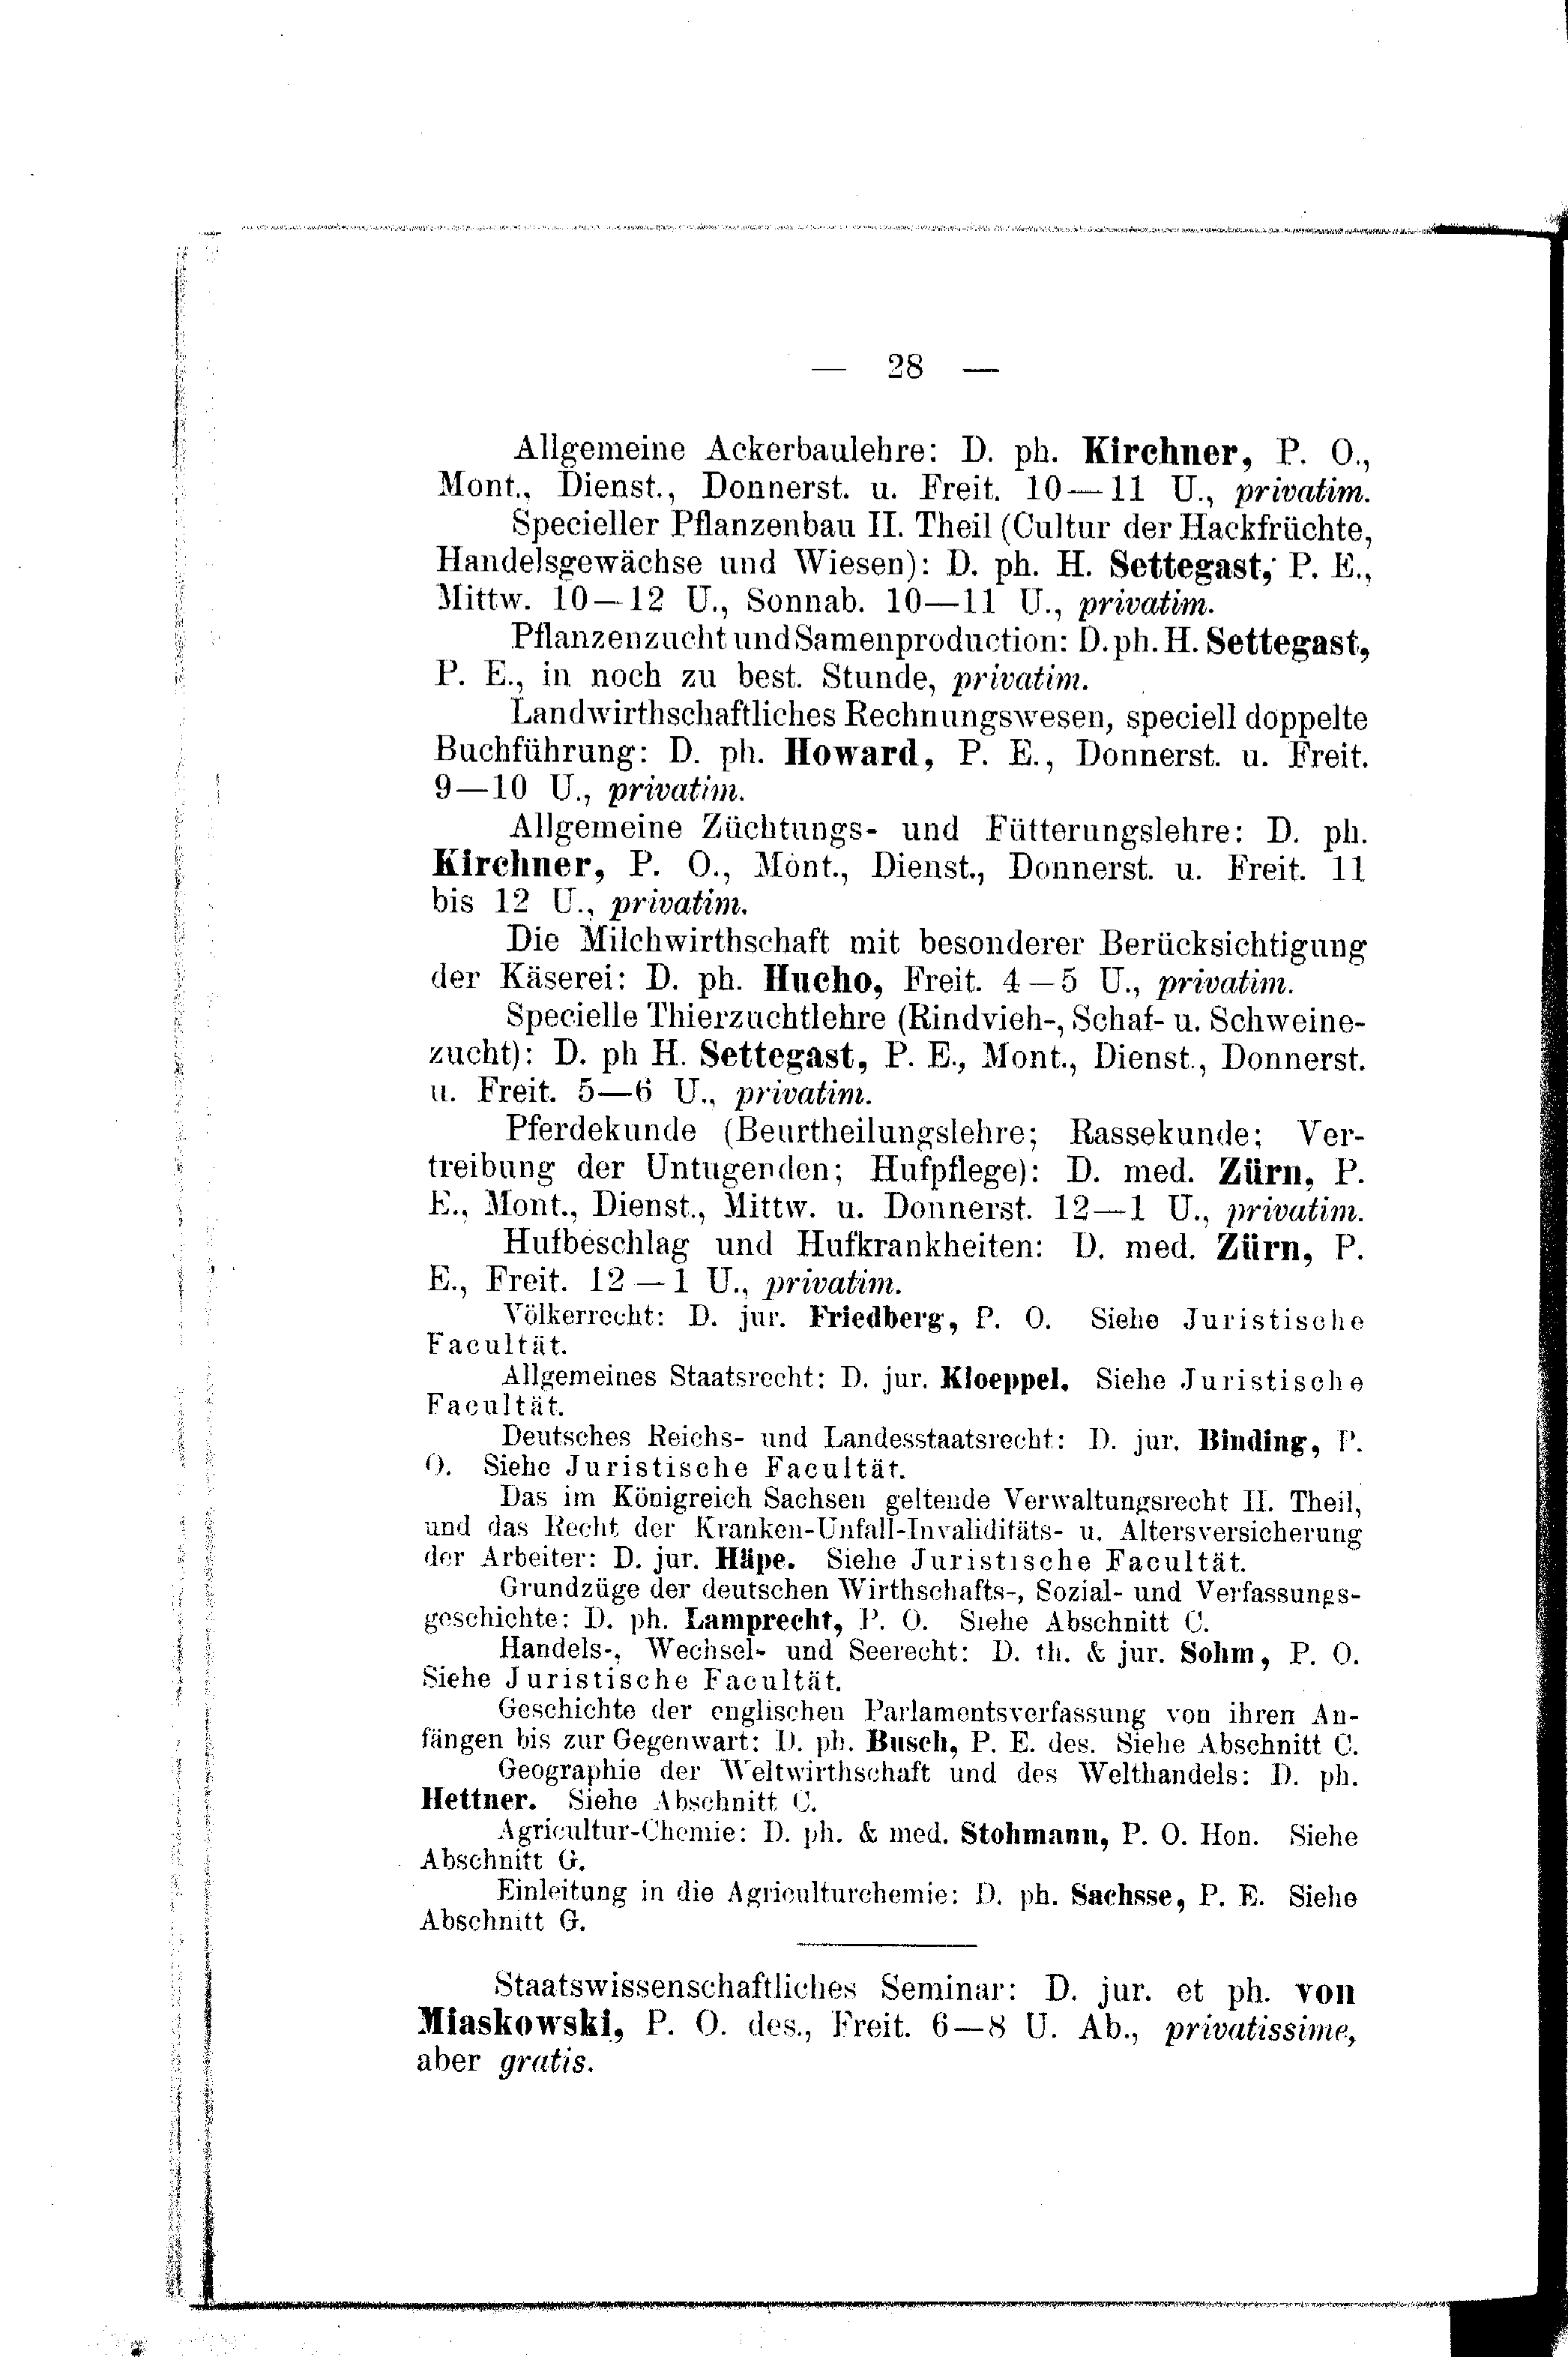 — 28 —
Allgemeine Ackerbaulehre: D. ph. Kirchner, P. O.,
Mont., Dienst., Donnerst. u. Freit. 10—11 U., privatim.
Specieller Pflanzenbau II. Theil (Cultur der Hackfrüchte,
Handelsgewächse und Wiesen): D. ph. H. Settegast, P. E.,
Mittw. 10—12 U., Sonnab. 10—11 U., privatim.
Pflanzenzucht und Samenproduction: D. ph. H. Settegast,
P. E., in noch zu best. Stunde, privatim.
Landwirthschaftliches Rechnungswesen, speciell doppelte
Buchführung: D. ph. Howard, P. E., Donnerst. u. Freit.
9—10 U., privatim.
Allgemeine Züchtungs- und Fütterungslehre: D. ph.
Kirchner, P. O., Mont., Dienst., Donnerst. u. Freit. 11
bis 12 U., privatim.
Die Milchwirthschaft mit besonderer Berücksichtigung
der Käserei: D. ph. Hucho, Freit. 4—5 U., privatim.
Specielle Thierzuchtlehre (Rindvieh-, Schaf- u. Schweine-
zucht): D. ph H. Settegast, P. E., Mont., Dienst., Donnerst.
u. Freit. 5—6 U., privatim.
Pferdekunde (Beurtheilungslehre; Rassekunde; Ver-
treibung der Untugenden; Hufpflege): D. med. Zürn, P.
E., Mont., Dienst., Mittw. u. Donnerst. 12—1 U., privatim.
Hufbeschlag und Hufkrankheiten: D. med. Zürn, P.
E., Freit. 12—1 U., privatim.
Völkerrecht: D. jur. Friedberg, P. O. Siehe Juristische
Facultät.
Allgemeines Staatsrecht: D. jur. Kloeppel. Siehe Juristische
Facultät.
Deutsches Reichs- und Landesstaatsrecht: D. jur. Binding, P.
O. Siehe Juristische Facultät.
Das im Königreich Sachsen geltende Verwaltungsrecht II. Theil,
und das Recht der Kranken-Unfall-Invaliditäts- u. Altersversicherung
der Arbeiter: D. jur. Häpe. Siehe Juristische Facultät.
Grundzüge der deutschen Wirthschafts-, Sozial- und Verfassungs-
geschichte: D. ph. Lamprecht, P. O. Siehe Abschnitt C.
Handels-, Wechsel- und Seerecht: D. th. & jur. Sohm, P. O.
Siehe Juristische Facultät.
Geschichte der englischen Parlamentsverfassung von ihren An-
fängen bis zur Gegenwart: D. ph. Busch, P. E. des. Siehe Abschnitt C.
Geographie der Weltwirthschaft und des Welthandels: D. ph.
Hettner. Siehe Abschnitt C.
Agricultur-Chemie: D. ph. & med. Stohmann, P. O. Hon. Siehe
Abschnitt G.
Einleitung in die Agriculturchemie: D. ph. Sachsse, P. E. Siehe
Abschnitt G.
Staatswissenschaftliches Seminar: D. jur. et ph. von
Miaskowski, P. O. des., Freit. 6—8 U. Ab., privatissime,
aber gratis.